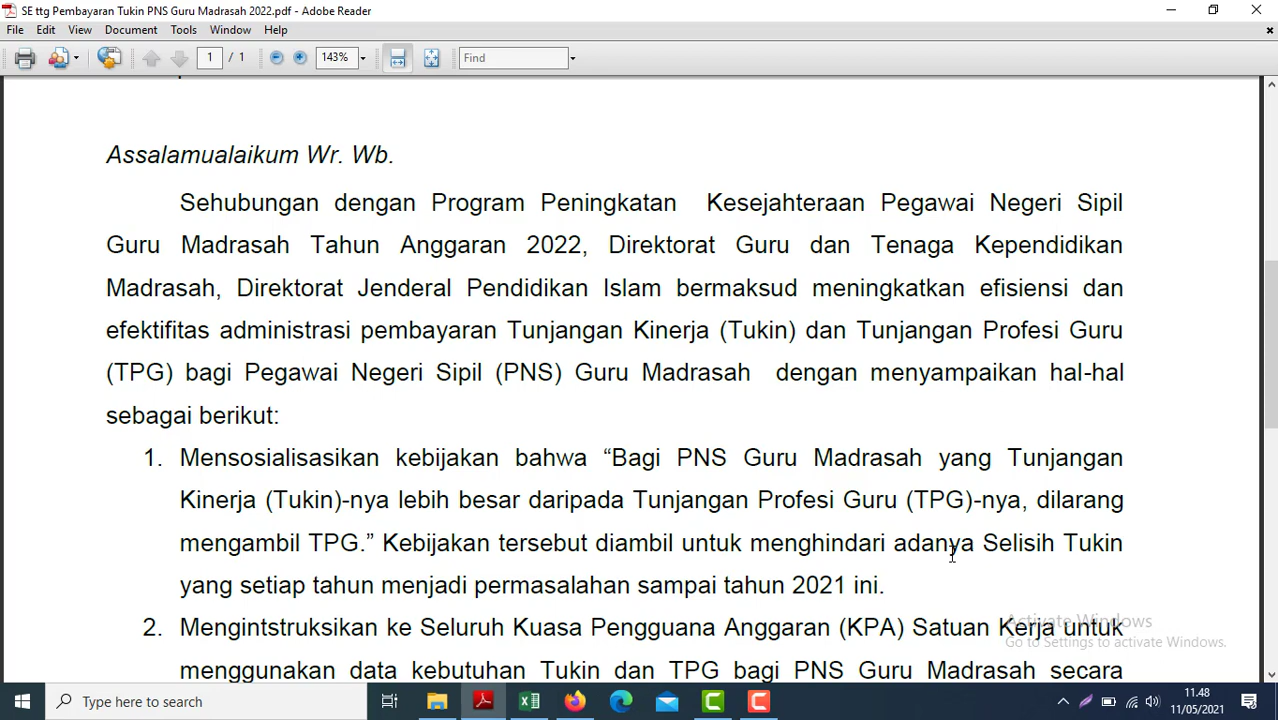 SE ttg Pembayaran Tukin PNS Guru Madrasah 2022.pdf - Adobe Reader
File Edit View Document Tools Window Help
1 / 1 143% Find
Assalamualaikum Wr. Wb.
Sehubungan dengan Program Peningkatan Kesejahteraan Pegawai Negeri Sipil
Guru Madrasah Tahun Anggaran 2022, Direktorat Guru dan Tenaga Kependidikan
Madrasah, Direktorat Jenderal Pendidikan Islam bermaksud meningkatkan efisiensi dan
efektifitas administrasi pembayaran Tunjangan Kinerja (Tukin) dan Tunjangan Profesi Guru
(TPG) bagi Pegawai Negeri Sipil (PNS) Guru Madrasah dengan menyampaikan hal-hal
sebagai berikut:
1. Mensosialisasikan kebijakan bahwa “Bagi PNS Guru Madrasah yang Tunjangan
Kinerja (Tukin)-nya lebih besar daripada Tunjangan Profesi Guru (TPG)-nya, dilarang
mengambil TPG.” Kebijakan tersebut diambil untuk menghindari adanya Selisih Tukin
yang setiap tahun menjadi permasalahan sampai tahun 2021 ini.
2. Mengintstruksikan ke Seluruh Kuasa Pengguana Anggaran (KPA) Satuan Kerja untuk
menggunakan data kebutuhan Tukin dan TPG bagi PNS Guru Madrasah secara
Activate Windows
Go to Settings to activate Windows.
Type here to search
11.48
11/05/2021